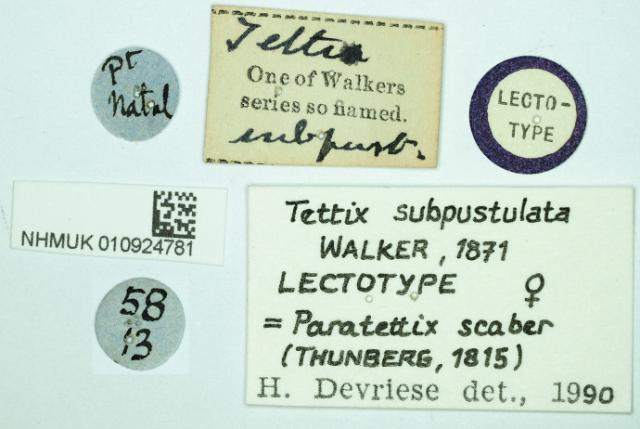 Pt
Natal
Tettix
One of Walkers
series so named.
subpust.
LECTO-
TYPE
NHMUK 010924781
58
13
Tettix subpustulata
WALKER, 1871
LECTOTYPE ♀
= Paratettix scaber
(THUNBERG, 1815)
H. Devriese det., 1990